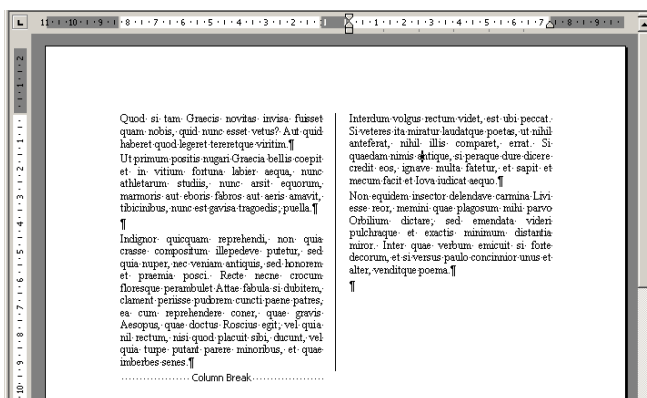 Quod si tam Graecis novitas invisa fuisset
quam nobis, quid nunc esset vetus? Aut quid
haberet quod legeret tereretque viritim.¶
Ut primum positis nugari Graecia bellis coepit
et in vitium fortuna labier aequa, nunc
athletarum studiis, nunc arsit equorum,
marmoris aut eboris fabros aut aeris amavit,
tibicinibus, nunc est gavisa tragoedis; puella.¶
¶
Indignor quicquam reprehendi, non quia
crasse compositum illepedeve putetur, sed
quia nuper, nec veniam antiquis, sed honorem
et praemia posci. Recte necne crocum
floresque perambulet Attae fabula si dubitem,
clament periisse pudorem cuncti paene patres,
ea cum reprehendere coner, quae gravis
Aesopus, quae doctus Roscius egit; vel quia
nil rectum, nisi quod placuit sibi, ducunt, vel
quia turpe putant parere minoribus, et quae
imberbes senes.¶
Column Break
Interdum volgus rectum videt, est ubi peccat.
Si veteres ita miratur laudatque poetas, ut nihil
anteferat, nihil illis comparet, errat. Si
quaedam nimis antique, si peraque dure dicere
credit eos, ignave multa fatetur, et sapit et
mecum facit et Iova iudicat aequo.¶
Non equidem insector delendave carmina Livi
esse reor, memini quae plagosum mihi parvo
Orbilium dictare; sed emendata videri
pulchraque et exactis minimum distantia
miror. Inter quae verbum emicuit si forte
decorum, et si versus paulo concinnior unus et
alter, venditque poema.¶
¶